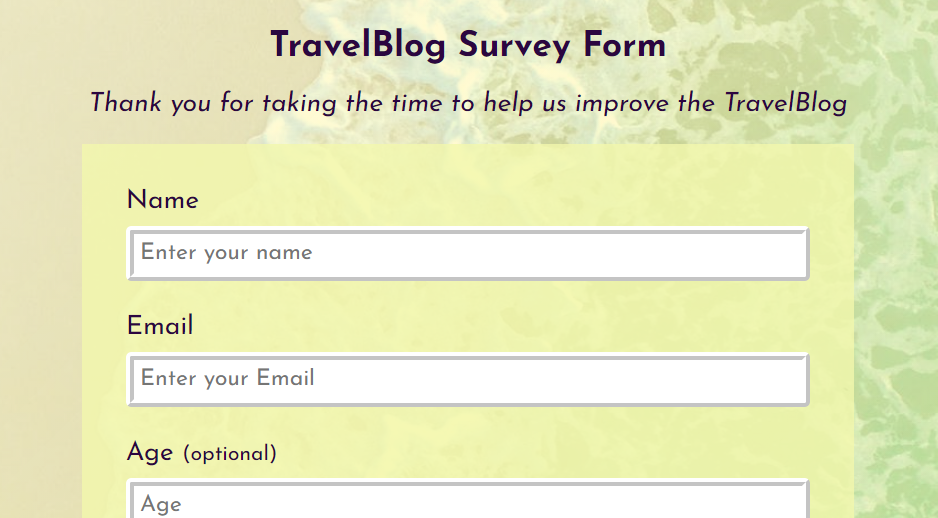 TravelBlog Survey Form
Thank you for taking the time to help us improve the TravelBlog
Name
Enter your name
Email
Enter your Email
Age (optional)
Age